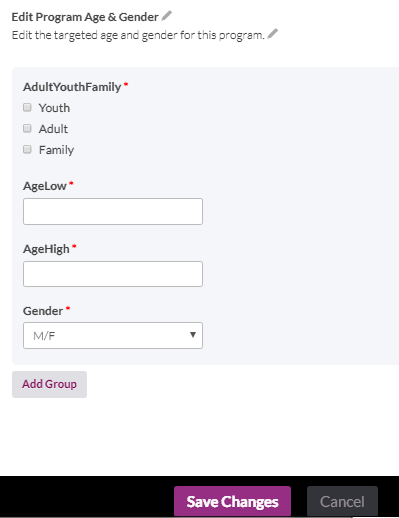 Edit Program Age & Gender
Edit the targeted age and gender for this program.
AdultYouthFamily *
Youth
Adult
Family
AgeLow *
AgeHigh *
Gender *
M/F
Add Group
Save Changes
Cancel